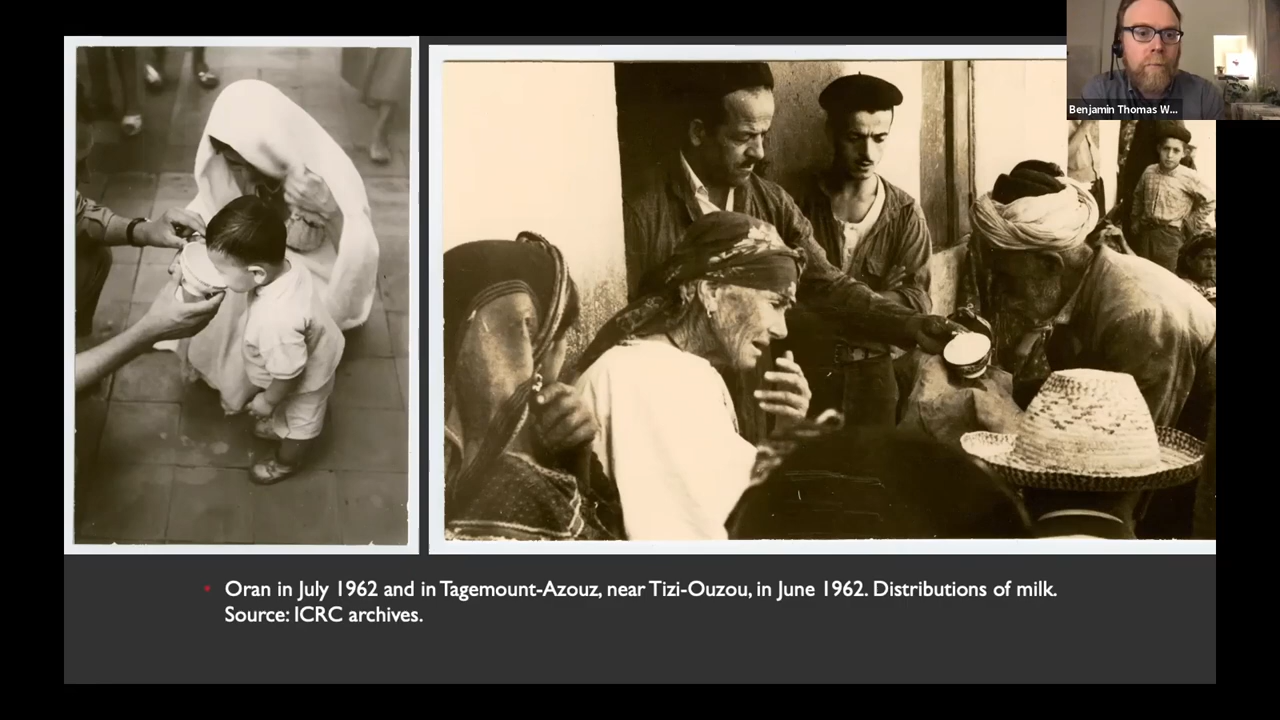 Benjamin Thomas W...
Oran in July 1962 and in Tagemount-Azouz, near Tizi-Ouzou, in June 1962. Distributions of milk.
Source: ICRC archives.